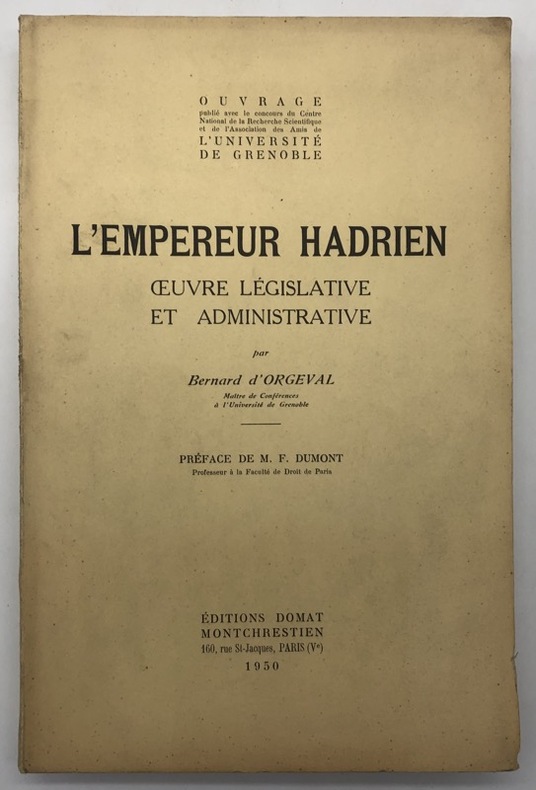 OUVRAGE
publié avec le concours du Centre
National de la Recherche Scientifique
et de l'Association des Amis de
L'UNIVERSITÉ
DE GRENOBLE
L'EMPEREUR HADRIEN
ŒUVRE LÉGISLATIVE
ET ADMINISTRATIVE
par
Bernard d'ORGEVAL
Maître de Conférences
à l'Université de Grenoble
PRÉFACE DE M. F. DUMONT
Professeur à la Faculté de Droit de Paris
ÉDITIONS DOMAT
MONTCHRESTIEN
160, rue St-Jacques, PARIS (Vᵉ)
1950